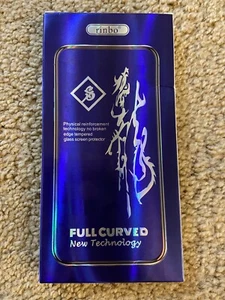 rinbo
Physical reinforcement
technology no broken
edge tempered
glass screen protector
FULL CURVED
New Technology